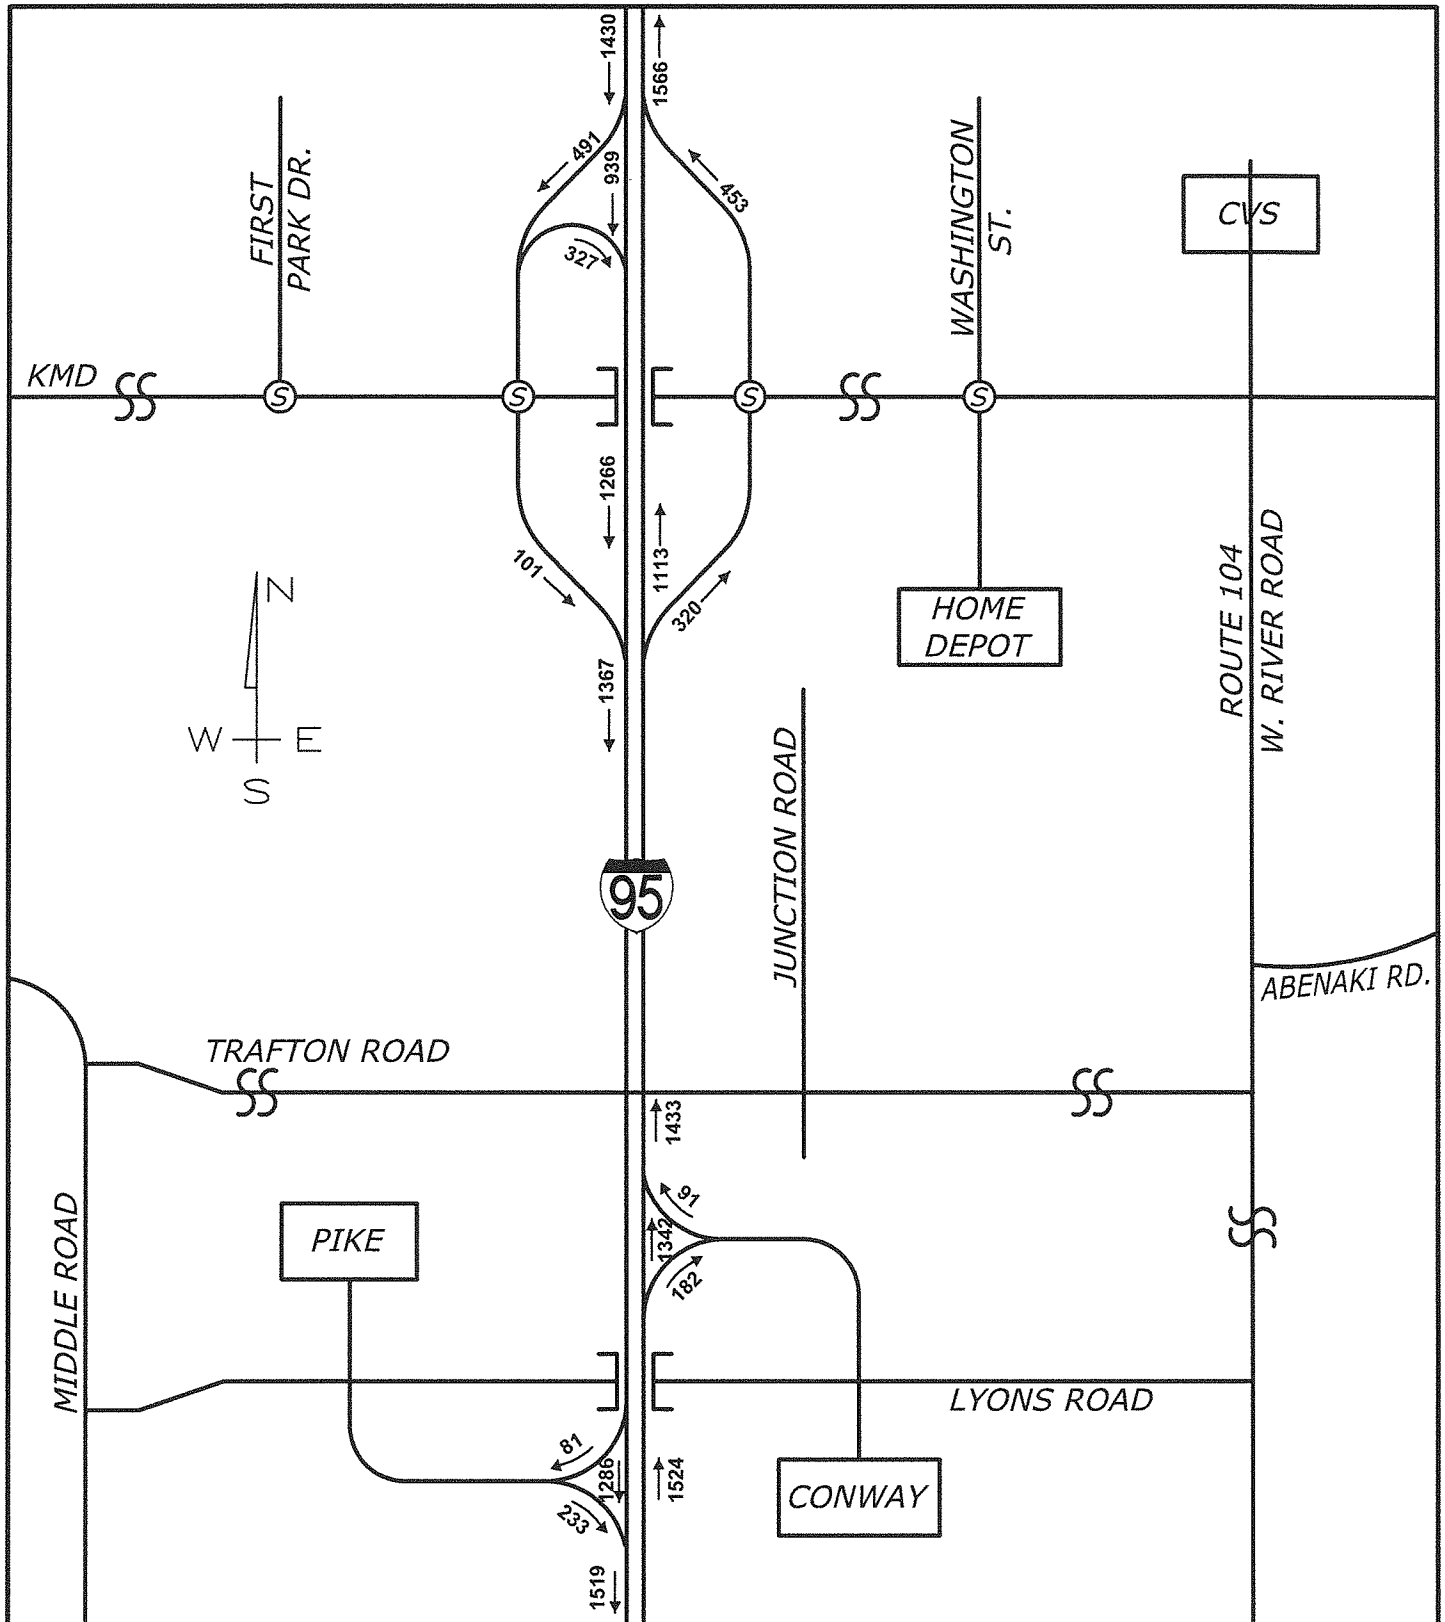 1430
1566
491
939
453
327
FIRST
PARK DR.
WASHINGTON
ST.
CVS
KMD
S
S
S
S
1266
1113
101
320
HOME
DEPOT
ROUTE 104
W. RIVER ROAD
N
W E
S
1367
JUNCTION ROAD
95
ABENAKI RD.
TRAFTON ROAD
1433
91
1342
182
PIKE
MIDDLE ROAD
LYONS ROAD
81
1286
1524
233
CONWAY
1519